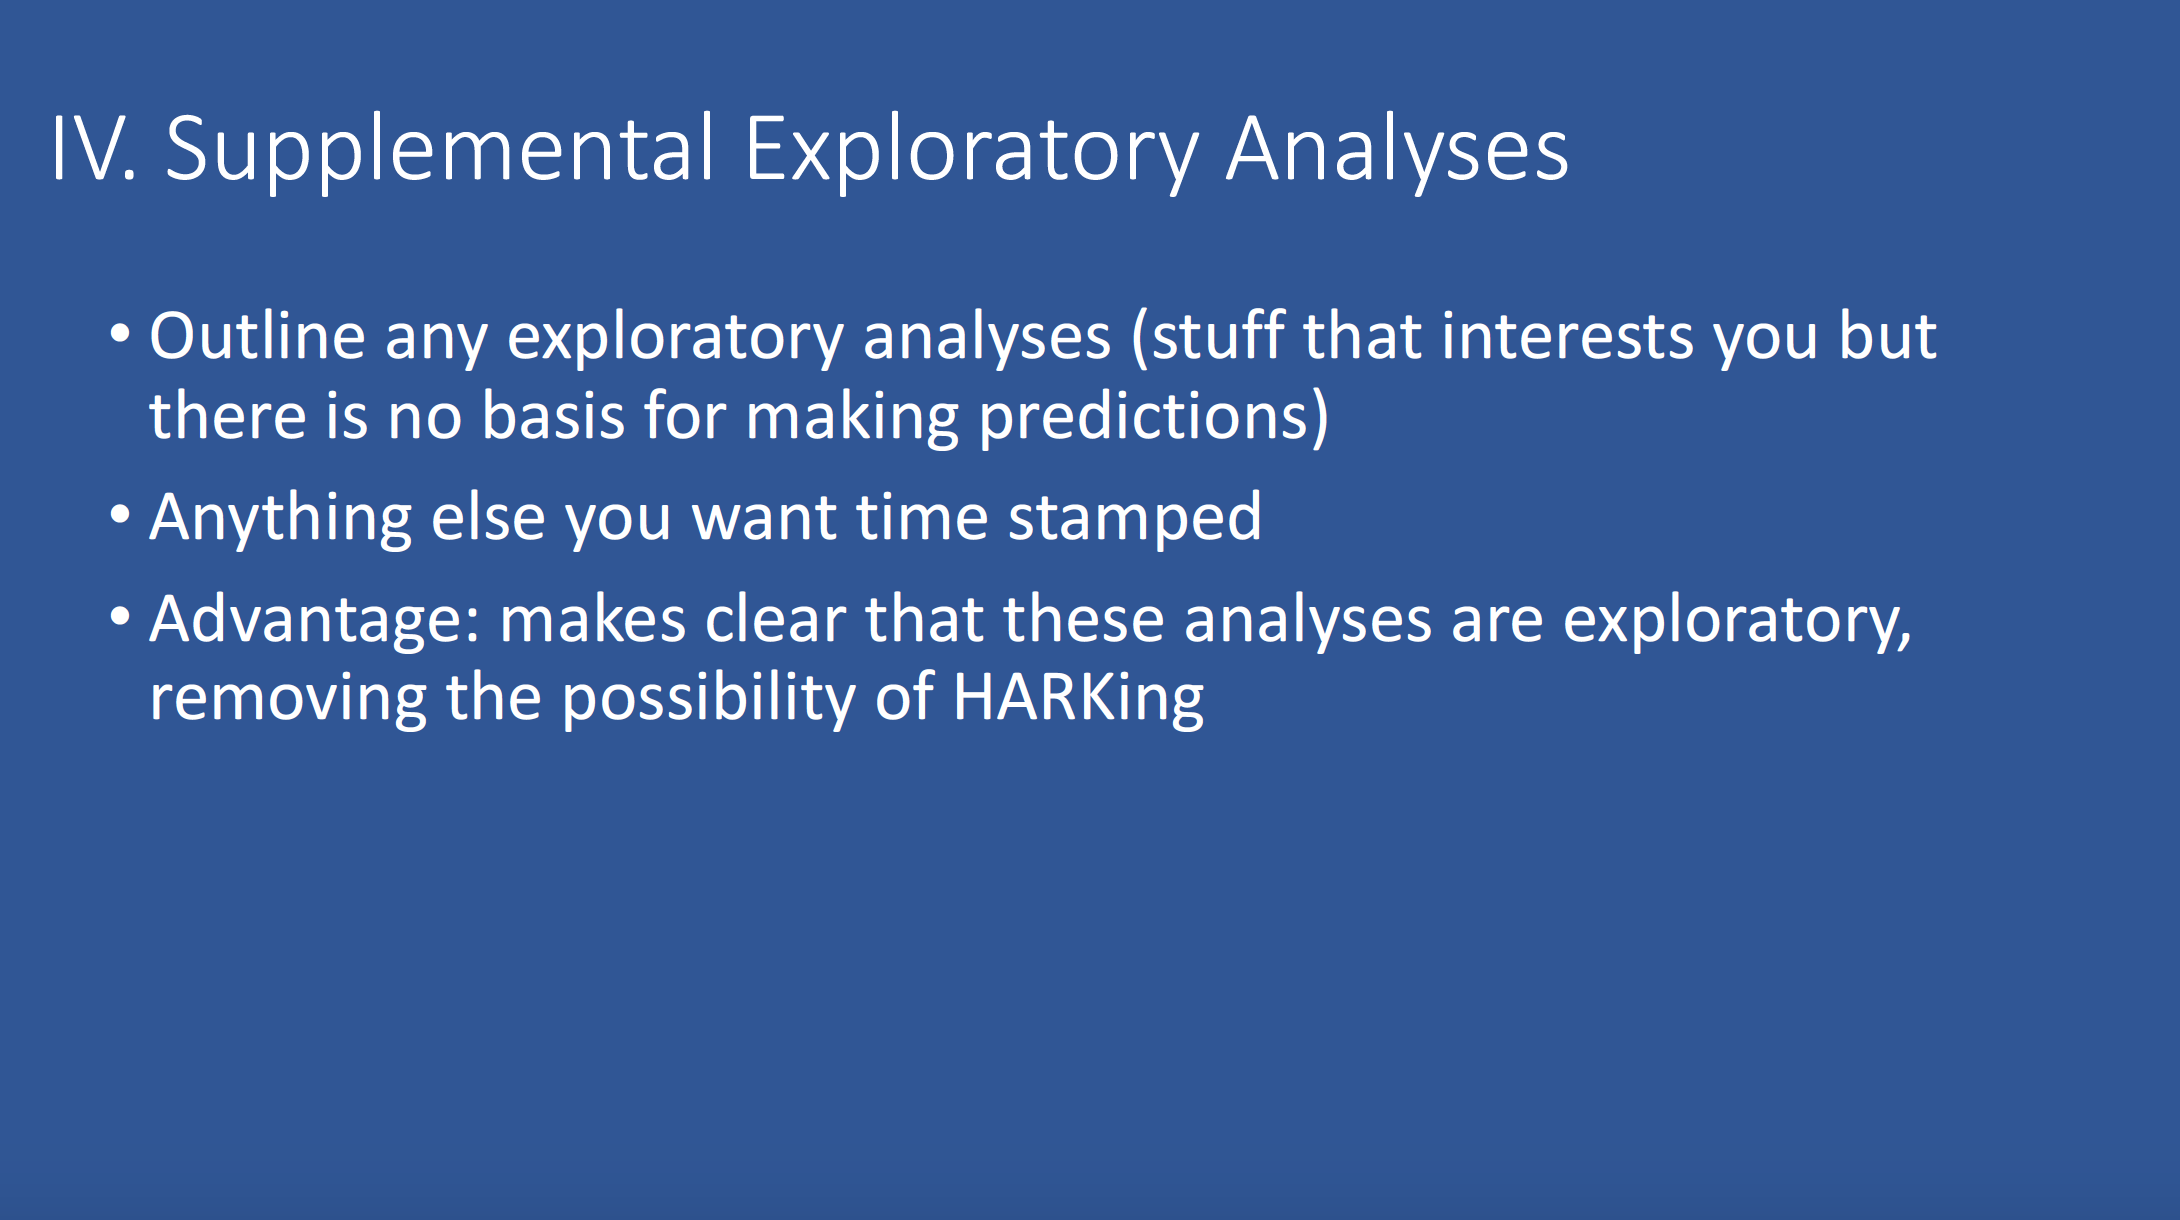 IV. Supplemental Exploratory Analyses
• Outline any exploratory analyses (stuff that interests you but
there is no basis for making predictions)
• Anything else you want time stamped
• Advantage: makes clear that these analyses are exploratory,
removing the possibility of HARKing